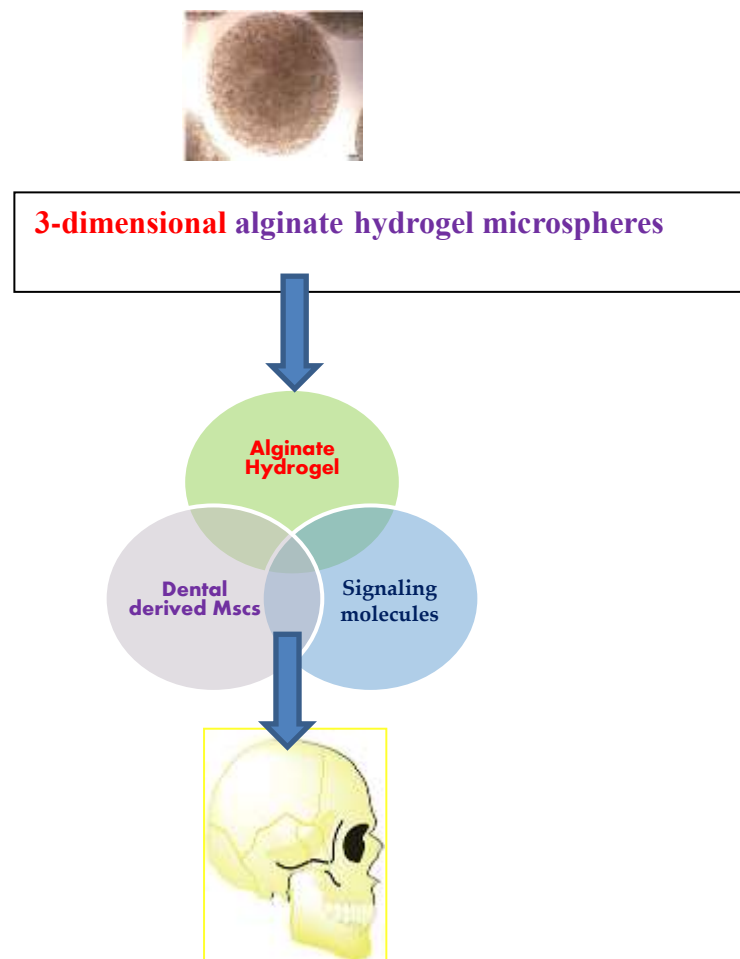 3-dimensional alginate hydrogel microspheres
Alginate
Hydrogel
Dental
derived Mscs
Signaling
molecules